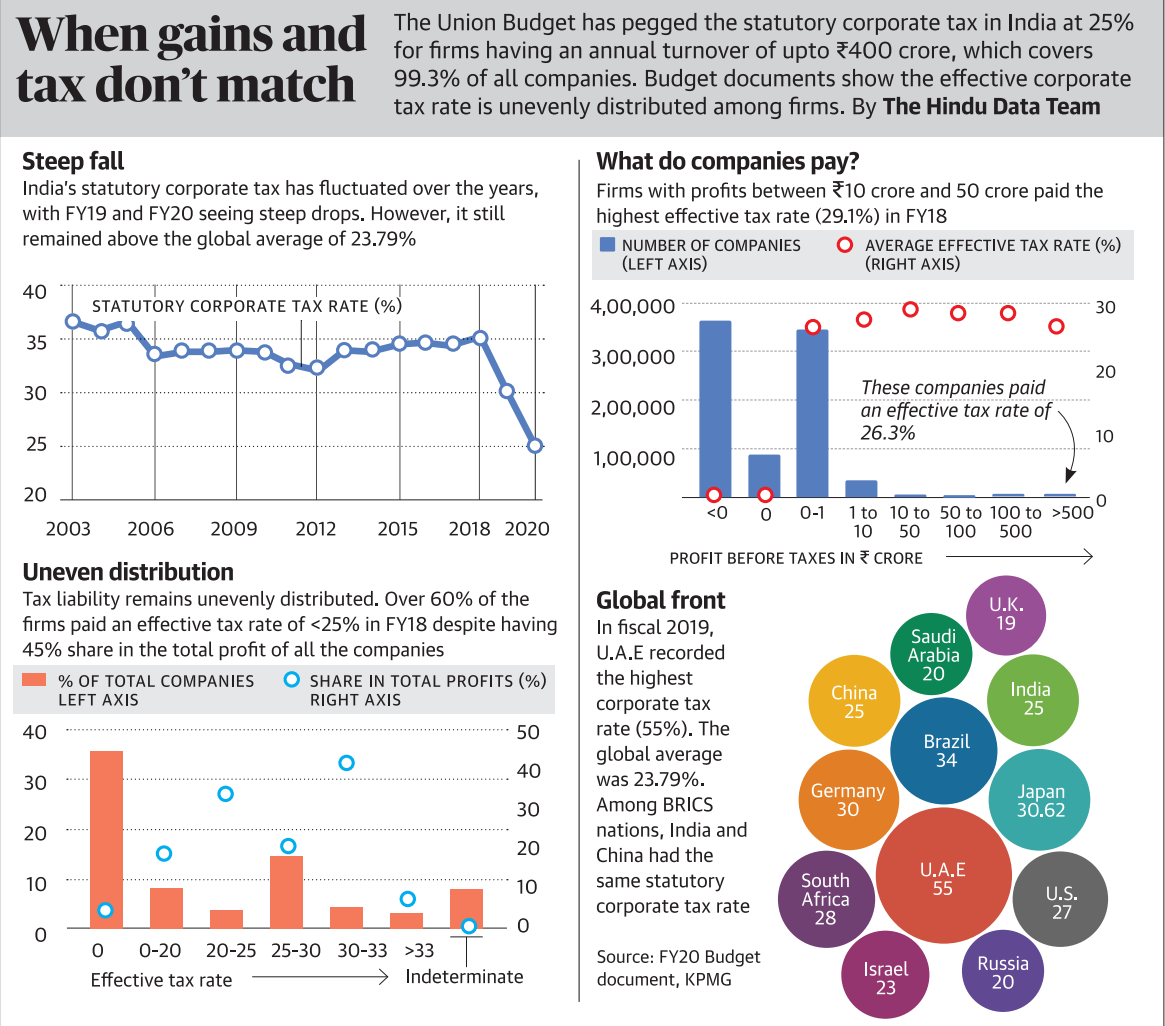 When gains and
tax don't match
The Union Budget has pegged the statutory corporate tax in India at 25%
for firms having an annual turnover of upto ₹400 crore, which covers
99.3% of all companies. Budget documents show the effective corporate
tax rate is unevenly distributed among firms. By The Hindu Data Team
Steep fall
India's statutory corporate tax has fluctuated over the years,
with FY19 and FY20 seeing steep drops. However, it still
remained above the global average of 23.79%
STATUTORY CORPORATE TAX RATE (%)
40
35
30
25
20
2003 2006 2009 2012 2015 2018 2020
Uneven distribution
Tax liability remains unevenly distributed. Over 60% of the
firms paid an effective tax rate of <25% in FY18 despite having
45% share in the total profit of all the companies
% OF TOTAL COMPANIES
LEFT AXIS
SHARE IN TOTAL PROFITS (%)
RIGHT AXIS
40
30
20
10
0
50
40
30
20
10
0
0 0-20 20-25 25-30 30-33 >33
Indeterminate
Effective tax rate
What do companies pay?
Firms with profits between ₹10 crore and 50 crore paid the
highest effective tax rate (29.1%) in FY18
NUMBER OF COMPANIES
(LEFT AXIS)
AVERAGE EFFECTIVE TAX RATE (%)
(RIGHT AXIS)
4,00,000
3,00,000
2,00,000
1,00,000
30
20
10
0
These companies paid
an effective tax rate of
26.3%
<0 0 0-1 1 to 10 to 50 to 100 to >500
10 50 100 500
PROFIT BEFORE TAXES IN ₹ CRORE
Global front
In fiscal 2019,
U.A.E recorded
the highest
corporate tax
rate (55%). The
global average
was 23.79%.
Among BRICS
nations, India and
China had the
same statutory
corporate tax rate
Source: FY20 Budget
document, KPMG
U.K.
19
Saudi
Arabia
20
China
25
India
25
Brazil
34
Germany
30
Japan
30.62
U.A.E
55
South
Africa
28
U.S.
27
Israel
23
Russia
20